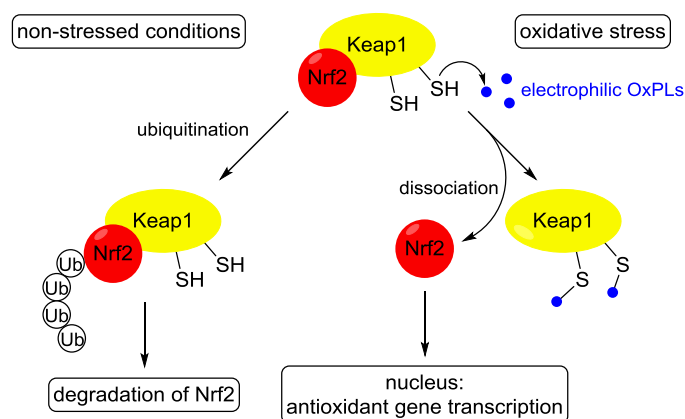 non-stressed conditions
Keap1
oxidative stress
Nrf2
SH
SH
electrophilic OxPLs
ubiquitination
dissociation
Keap1
Nrf2
SH
SH
Ub
Ub
Ub
Ub
Nrf2
Keap1
S
S
degradation of Nrf2
nucleus:
antioxidant gene transcription